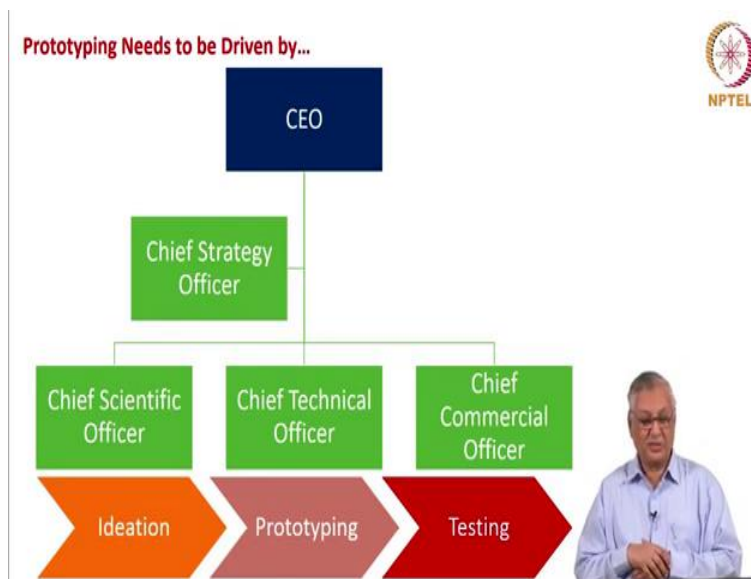 Prototyping Needs to be Driven by...
NPTEL
CEO
Chief Strategy
Officer
Chief Scientific
Officer
Chief Technical
Officer
Chief
Commercial
Officer
Ideation
Prototyping
Testing